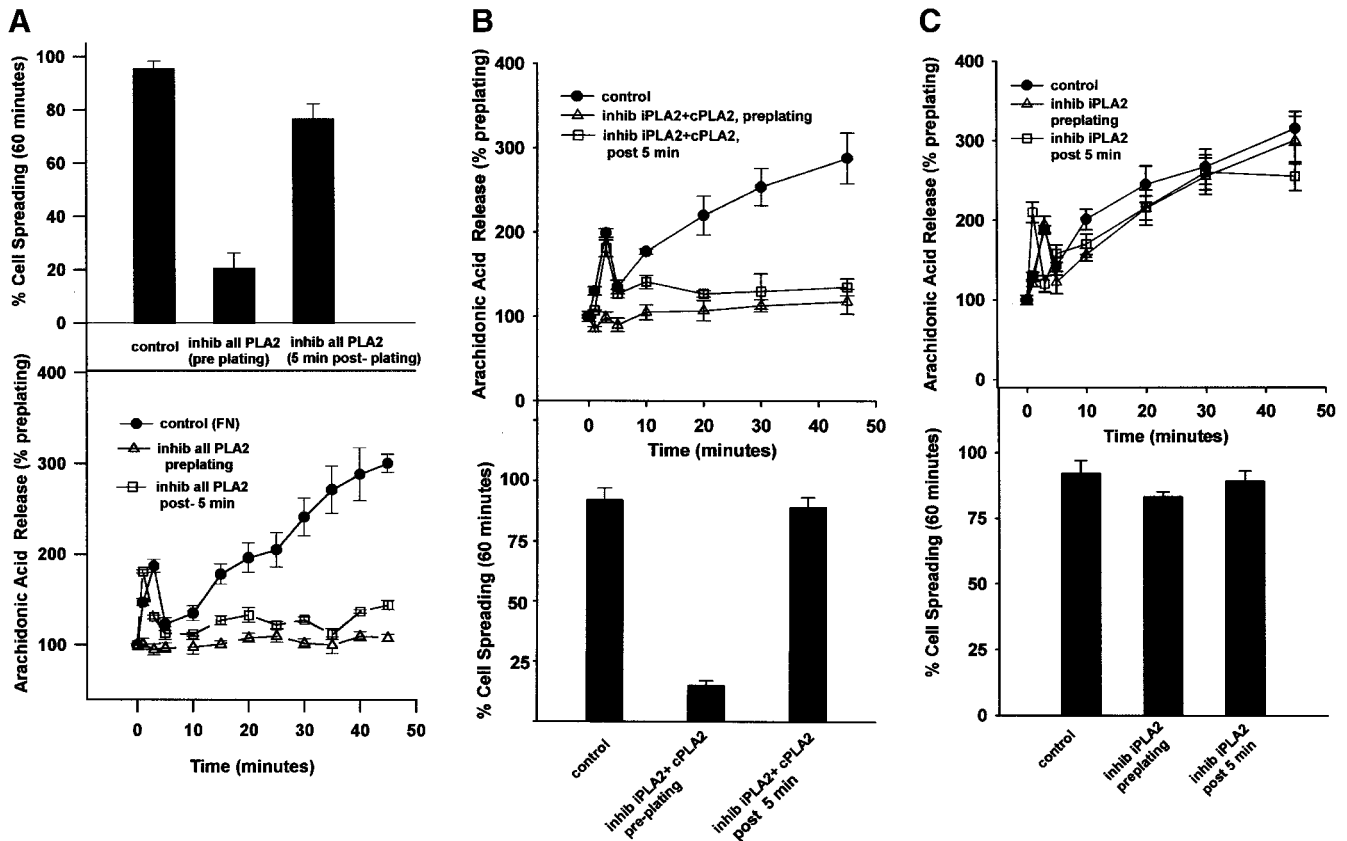 A
% Cell Spreading (60 minutes)
100
80
60
40
20
0
control
inhib all PLA2
(pre plating)
inhib all PLA2
(5 min post- plating)
Arachidonic Acid Release (% preplating)
400
300
200
100
control (FN)
inhib all PLA2
preplating
inhib all PLA2
post- 5 min
0
10
20
30
40
50
Time (minutes)
B
Arachidonic Acid Release (% preplating)
400
300
200
100
0
control
inhib iPLA2+cPLA2, preplating
inhib iPLA2+cPLA2,
post 5 min
0
10
20
30
40
50
Time (minutes)
% Cell Spreading (60 minutes)
100
75
50
25
control
inhib iPLA2+ cPLA2
pre-plating
inhib iPLA2+ cPLA2
post 5 min
C
Arachidonic Acid Release (% preplating)
400
300
200
100
0
control
inhib iPLA2
preplating
inhib iPLA2
post 5 min
0
10
20
30
40
50
Time (minutes)
% Cell Spreading (60 minutes)
100
75
50
25
0
control
inhib iPLA2
preplating
inhib iPLA2
post 5 min